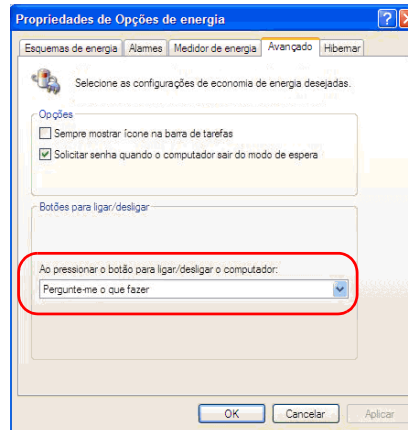 Propriedades de Opções de energia
Esquemas de energia Alarmes Medidor de energia Avançado Hibernar
Selecione as configurações de economia de energia desejadas.
Opções
Sempre mostrar ícone na barra de tarefas
Solicitar senha quando o computador sair do modo de espera
Botões para ligar/desligar
Ao pressionar o botão para ligar/desligar o computador:
Pergunte-me o que fazer
OK Cancelar Aplicar